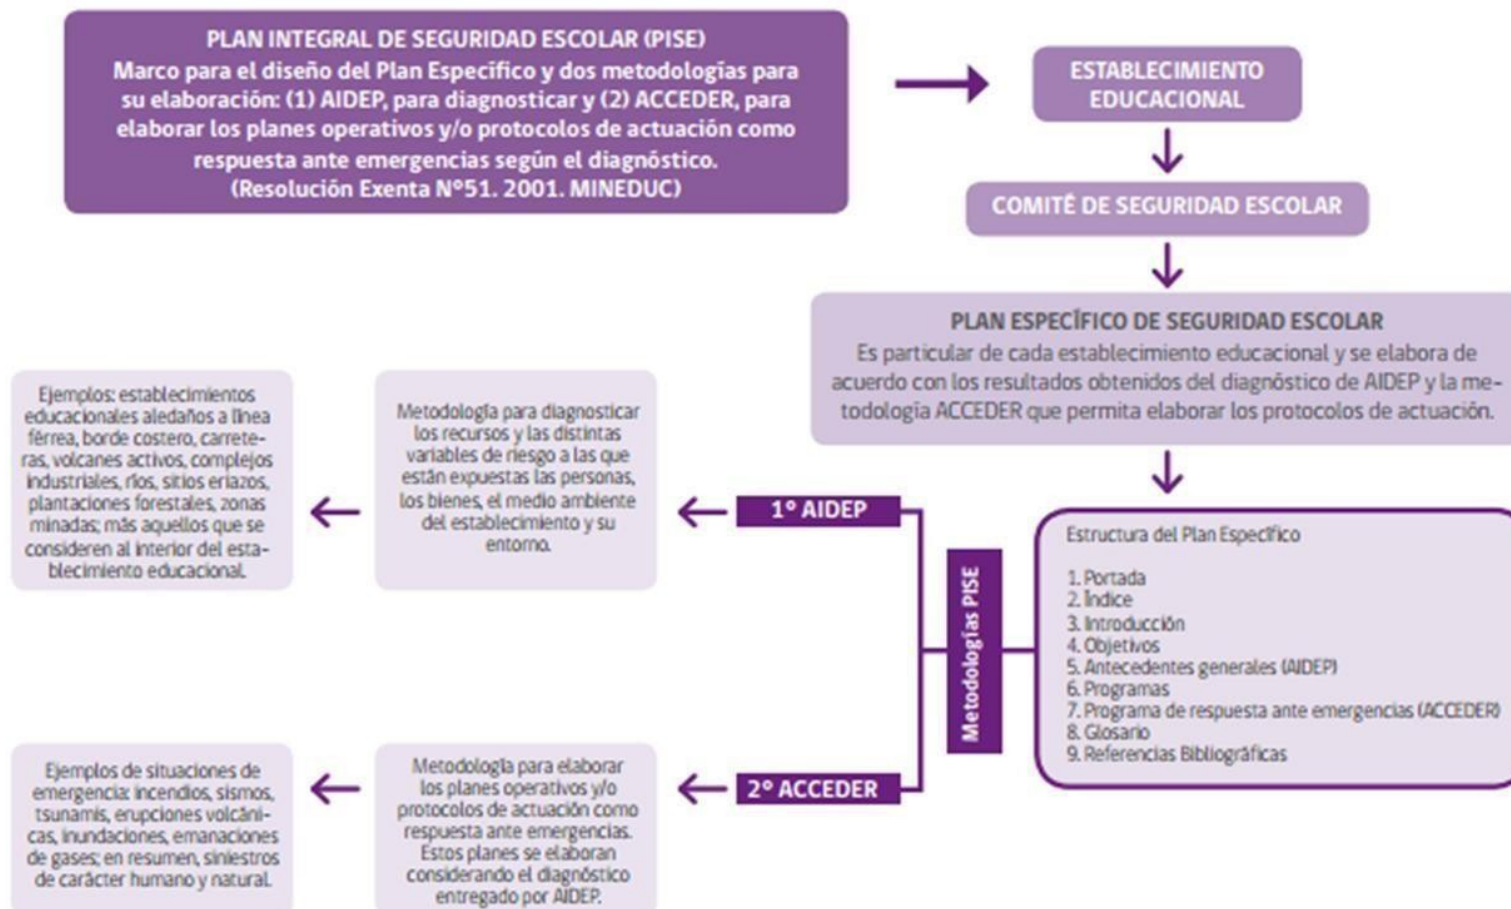 PLAN INTEGRAL DE SEGURIDAD ESCOLAR (PISE)
Marco para el diseño del Plan Específico y dos metodologías para
su elaboración: (1) AIDEP, para diagnosticar y (2) ACCEDER, para
elaborar los planes operativos y/o protocolos de actuación como
respuesta ante emergencias según el diagnóstico.
(Resolución Exenta N°51. 2001. MINEDUC)
ESTABLECIMIENTO
EDUCACIONAL
COMITÉ DE SEGURIDAD ESCOLAR
PLAN ESPECÍFICO DE SEGURIDAD ESCOLAR
Es particular de cada establecimiento educacional y se elabora de
acuerdo con los resultados obtenidos del diagnóstico de AIDEP y la me-
todología ACCEDER que permita elaborar los protocolos de actuación.
Estructura del Plan Específico
1. Portada
2. Índice
3. Introducción
4. Objetivos
5. Antecedentes generales (AIDEP)
6. Programas
7. Programa de respuesta ante emergencias (ACCEDER)
8. Glosario
9. Referencias Bibliográficas
Metodologías PISE
1° AIDEP
Metodología para diagnosticar
los recursos y las distintas
variables de riesgo a las que
están expuestas las personas,
los bienes, el medio ambiente
del establecimiento y su
entorno.
Ejemplos: establecimientos
educacionales aledaños a línea
férrea, borde costero, carrete-
ras, volcanes activos, complejos
industriales, ríos, sitios eriazos,
plantaciones forestales, zonas
minadas; más aquellos que se
consideren al interior del esta-
blecimiento educacional.
2° ACCEDER
Metodología para elaborar
los planes operativos y/o
protocolos de actuación como
respuesta ante emergencias.
Estos planes se elaboran
considerando el diagnóstico
entregado por AIDEP.
Ejemplos de situaciones de
emergencia: incendios, sismos,
tsunamis, erupciones volcáni-
cas, inundaciones, emanaciones
de gases; en resumen, siniestros
de carácter humano y natural.